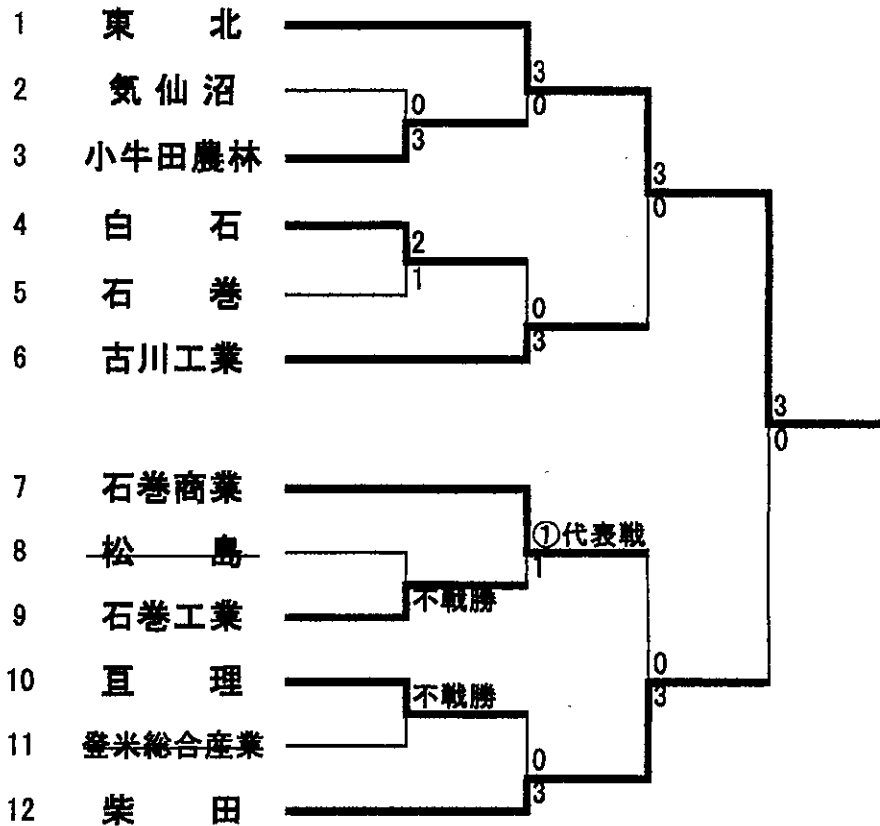 1 東 北
3
2 気仙沼
0
0
3
3 小牛田農林
3
0
4 白 石
2
1
5 石 巻
0
3
6 古川工業
3
0
7 石巻商業
①代表戦
8 松 島
1
不戦勝
9 石巻工業
0
10 亘 理
不戦勝
3
11 登米総合産業
0
3
12 柴 田